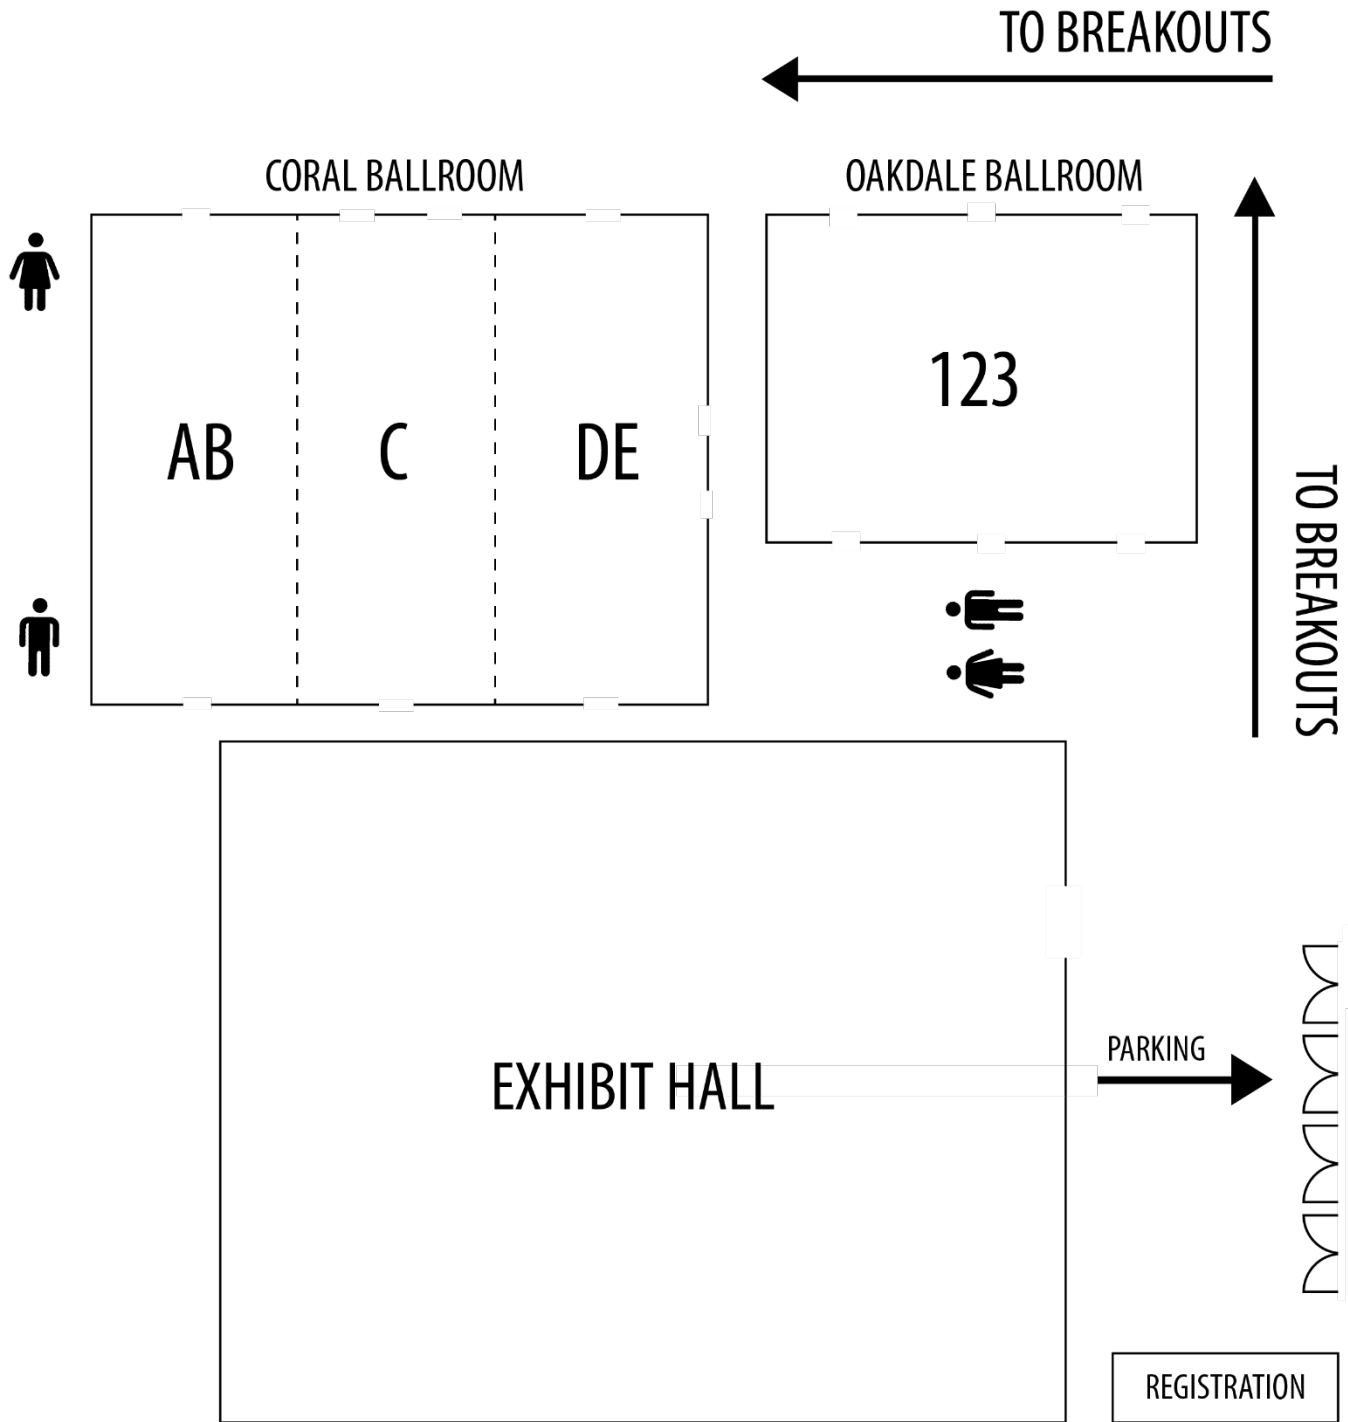 TO BREAKOUTS
CORAL BALLROOM
OAKDALE BALLROOM
123
AB
C
DE
TO BREAKOUTS
PARKING
EXHIBIT HALL
REGISTRATION